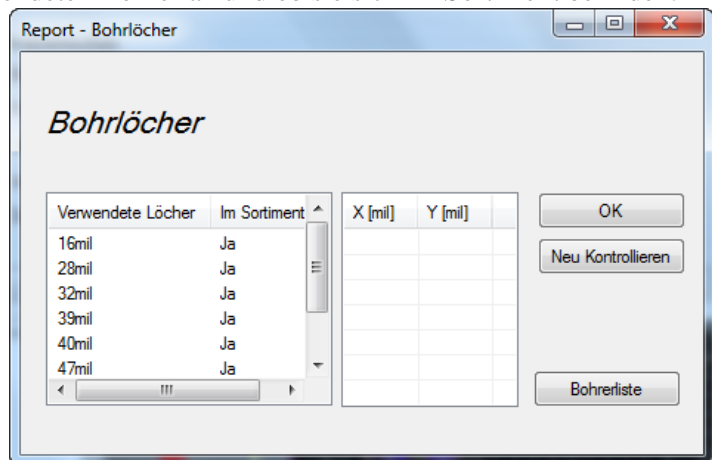 Report - Bohrlöcher
Bohrlöcher
Verwendete Löcher Im Sortiment
16mil Ja
28mil Ja
32mil Ja
39mil Ja
40mil Ja
47mil Ja
X [mil] Y [mil]
OK
Neu Kontrollieren
Bohrerliste